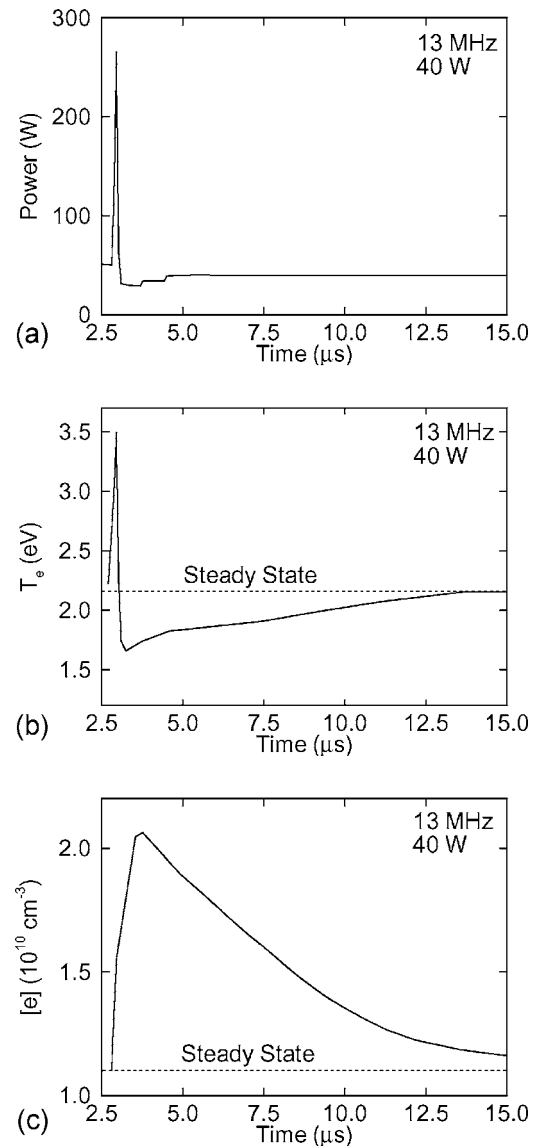 300
13 MHz
40 W
200
Power (W)
100
0
2.5 5.0 7.5 10.0 12.5 15.0
(a)
Time (μs)
3.5
13 MHz
40 W
3.0
2.5
Tₑ (eV)
Steady State
2.0
1.5
2.5 5.0 7.5 10.0 12.5 15.0
(b)
Time (μs)
13 MHz
40 W
2.0
[e] (10¹⁰ cm⁻³)
1.5
Steady State
1.0
2.5 5.0 7.5 10.0 12.5 15.0
(c)
Time (μs)